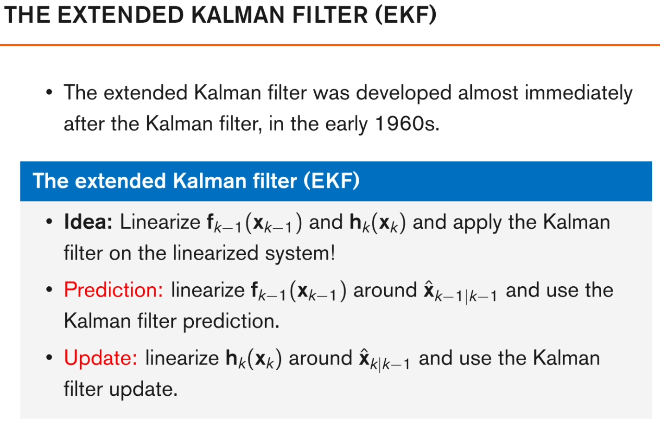 THE EXTENDED KALMAN FILTER (EKF)
• The extended Kalman filter was developed almost immediately
after the Kalman filter, in the early 1960s.
The extended Kalman filter (EKF)
• Idea: Linearize f_{k−1}(x_{k−1}) and h_k(x_k) and apply the Kalman
filter on the linearized system!
• Prediction: linearize f_{k−1}(x_{k−1}) around x̂_{k−1|k−1} and use the
Kalman filter prediction.
• Update: linearize h_k(x_k) around x̂_{k|k−1} and use the Kalman
filter update.